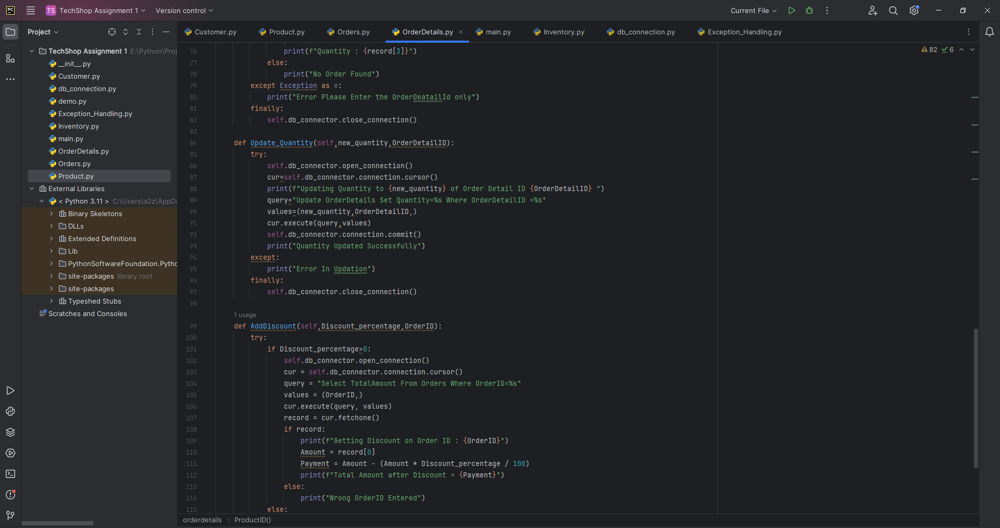 PC TS TechShop Assignment 1 Version control Current File
Project
Customer.py Product.py Orders.py OrderDetails.py main.py Inventory.py db_connection.py Exception_Handling.py
TechShop Assignment 1 E:\Python\Proj
__init__.py
Customer.py
db_connection.py
demo.py
Exception_Handling.py
Inventory.py
main.py
OrderDetails.py
Orders.py
Product.py
External Libraries
< Python 3.11 > C:\Users\a2z\AppDa
Binary Skeletons
DLLs
Extended Definitions
Lib
PythonSoftwareFoundation.Pytho
site-packages library root
site-packages
Typeshed Stubs
Scratches and Consoles
82 6
76 print(f"Quantity : {record[3]}")
77 else:
78 print("No Order Found")
79 except Exception as e:
80 print("Error Please Enter the OrderDeatailId only")
81 finally:
82 self.db_connector.close_connection()
83
84 def Update_Quantity(self,new_quantity,OrderDetailID):
85 try:
86 self.db_connector.open_connection()
87 cur=self.db_connector.connection.cursor()
88 print(f"Updating Quantity to {new_quantity} of Order Detail ID {OrderDetailID} ")
89 query="Update OrderDetails Set Quantity=%s Where OrderDetailID =%s"
90 values=(new_quantity,OrderDetailID,)
91 cur.execute(query,values)
92 self.db_connector.connection.commit()
93 print("Quantity Updated Successfully")
94 except:
95 print("Error In Updation")
96 finally:
97 self.db_connector.close_connection()
98
1 usage
99 def AddDiscount(self,Discount_percentage,OrderID):
100 try:
101 if Discount_percentage>0:
102 self.db_connector.open_connection()
103 cur = self.db_connector.connection.cursor()
104 query = "Select TotalAmount From Orders Where OrderID=%s"
105 values = (OrderID,)
106 cur.execute(query, values)
107 record = cur.fetchone()
108 if record:
109 print(f"Getting Discount on Order ID : {OrderID}")
110 Amount = record[0]
111 Payment = Amount - (Amount * Discount_percentage / 100)
112 print(f"Total Amount after Discount = {Payment}")
113 else:
114 print("Wrong OrderID Entered")
115 else:
orderdetails > ProductID()